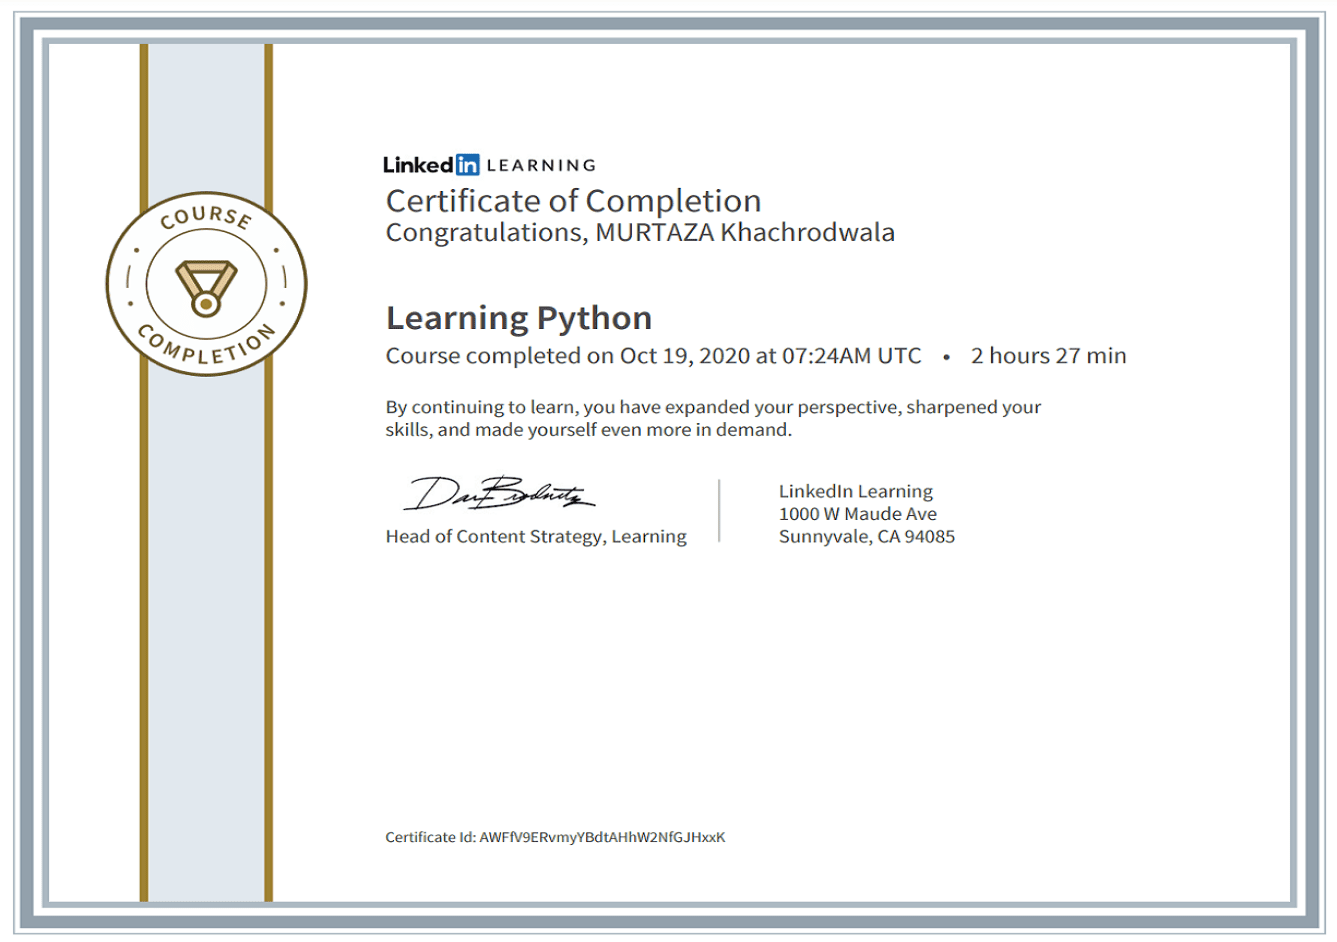 COURSE
COMPLETION
Linked in LEARNING
Certificate of Completion
Congratulations, MURTAZA Khachrodwala
Learning Python
Course completed on Oct 19, 2020 at 07:24AM UTC • 2 hours 27 min
By continuing to learn, you have expanded your perspective, sharpened your
skills, and made yourself even more in demand.
Head of Content Strategy, Learning
LinkedIn Learning
1000 W Maude Ave
Sunnyvale, CA 94085
Certificate Id: AWFfV9ERvmyYBdtAHhW2NfGJHxxK